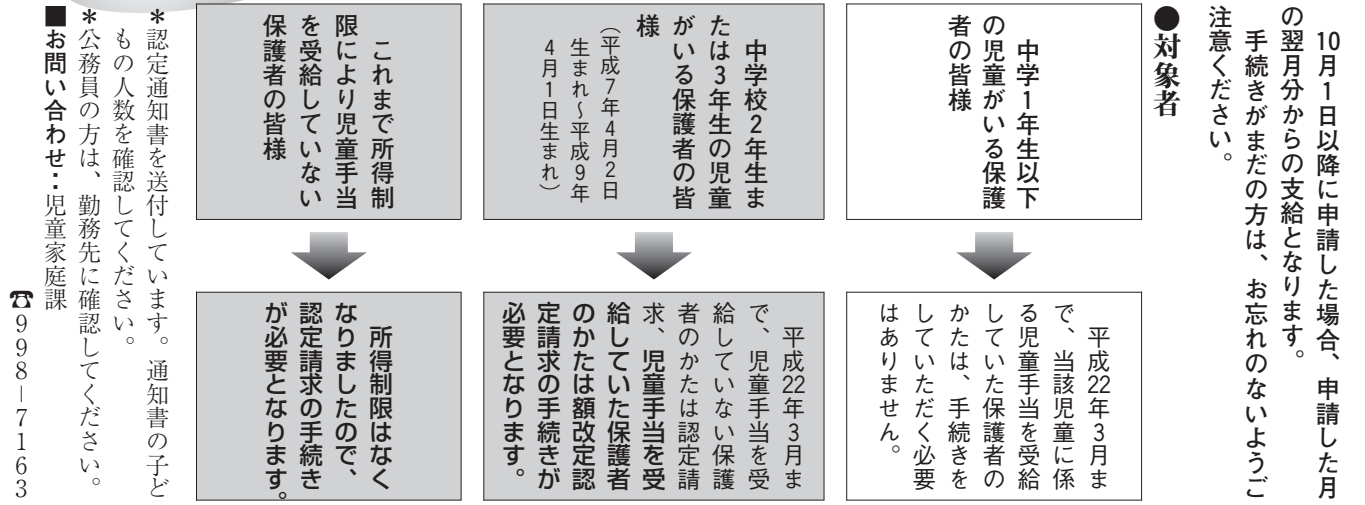 10月1日以降に申請した場合、申請した月
の翌月分からの支給となります。
　手続きがまだの方は、お忘れのないようご
注意ください。
●対象者
　中学1年生以下
の児童がいる保護
者の皆様
　平成22年3月ま
で、当該児童に係
る児童手当を受給
していた保護者の
かたは、手続きを
していただく必要
はありません。
　中学校2年生ま
たは3年生の児童
がいる保護者の皆
様
（平成7年4月2日
生まれ～平成9年
4月1日生まれ）
　平成22年3月ま
で、児童手当を受
給していない保護
者のかたは認定請
求、児童手当を受
給していた保護者
のかたは額改定認
定請求の手続きが
必要となります。
　これまで所得制
限により児童手当
を受給していない
保護者の皆様
　所得制限はなく
なりましたので、
認定請求の手続き
が必要となります。
＊認定通知書を送付しています。通知書の子ど
もの人数を確認してください。
＊公務員の方は、勤務先に確認してください。
■お問い合わせ：児童家庭課
☎998－7163